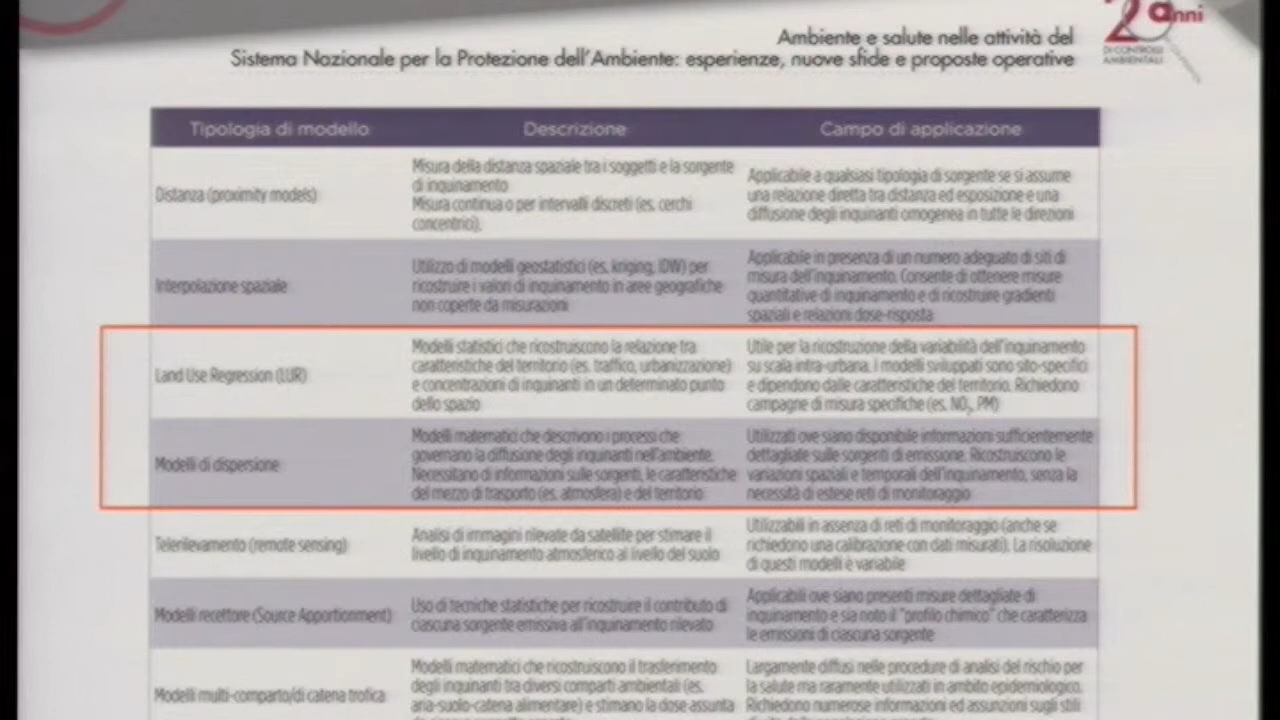 20 anni
DI CONTROLLI
AMBIENTALI
Ambiente e salute nelle attività del
Sistema Nazionale per la Protezione dell'Ambiente: esperienze, nuove sfide e proposte operative
Tipologia di modello
Descrizione
Campo di applicazione
Distanza (proximity models)
Misura della distanza spaziale tra i soggetti e la sorgente
di inquinamento
Misura continua o per intervalli discreti (es. cerchi
concentrici).
Applicabile a qualsiasi tipologia di sorgente se si assume
una relazione diretta tra distanza ed esposizione e una
diffusione degli inquinanti omogenea in tutte le direzioni
Interpolazione spaziale
Utilizzo di modelli geostatistici (es. kriging, IDW) per
ricostruire i valori di inquinamento in aree geografiche
non coperte da misurazioni
Applicabile in presenza di un numero adeguato di siti di
misura dell'inquinamento. Consente di ottenere misure
quantitative di inquinamento e di ricostruire gradienti
spaziali e relazioni dose-risposta
Land Use Regression (LUR)
Modelli statistici che ricostruiscono la relazione tra
caratteristiche del territorio (es. traffico, urbanizzazione)
e concentrazioni di inquinanti in un determinato punto
dello spazio
Utile per la ricostruzione della variabilità dell'inquinamento
su scala intra-urbana. I modelli sviluppati sono sito-specifici
e dipendono dalle caratteristiche del territorio. Richiedono
campagne di misura specifiche (es. NO₂, PM)
Modelli di dispersione
Modelli matematici che descrivono i processi che
governano la diffusione degli inquinanti nell'ambiente.
Necessitano di informazioni sulle sorgenti, le caratteristiche
del mezzo di trasporto (es. atmosfera) e del territorio
Utilizzati ove siano disponibile informazioni sufficientemente
dettagliate sulle sorgenti di emissione. Ricostruiscono le
variazioni spaziali e temporali dell'inquinamento, senza la
necessità di estese reti di monitoraggio
Telerilevamento (remote sensing)
Analisi di immagini rilevate da satellite per stimare il
livello di inquinamento atmosferico al livello del suolo
Utilizzabili in assenza di reti di monitoraggio (anche se
richiedono una calibrazione con dati misurati). La risoluzione
di questi modelli è variabile
Modelli recettore (Source Apportionment)
Uso di tecniche statistiche per ricostruire il contributo di
ciascuna sorgente emissiva all'inquinamento rilevato
Applicabili ove siano presenti misure dettagliate di
inquinamento e sia noto il "profilo chimico" che caratterizza
le emissioni di ciascuna sorgente
Modelli multi-comparto/di catena trofica
Modelli matematici che ricostruiscono il trasferimento
degli inquinanti tra diversi comparti ambientali (es.
aria-suolo-catena alimentare) e stimano la dose assunta
Largamente diffusi nelle procedure di analisi del rischio per
la salute ma raramente utilizzati in ambito epidemiologico.
Richiedono numerose informazioni ed assunzioni sugli stili